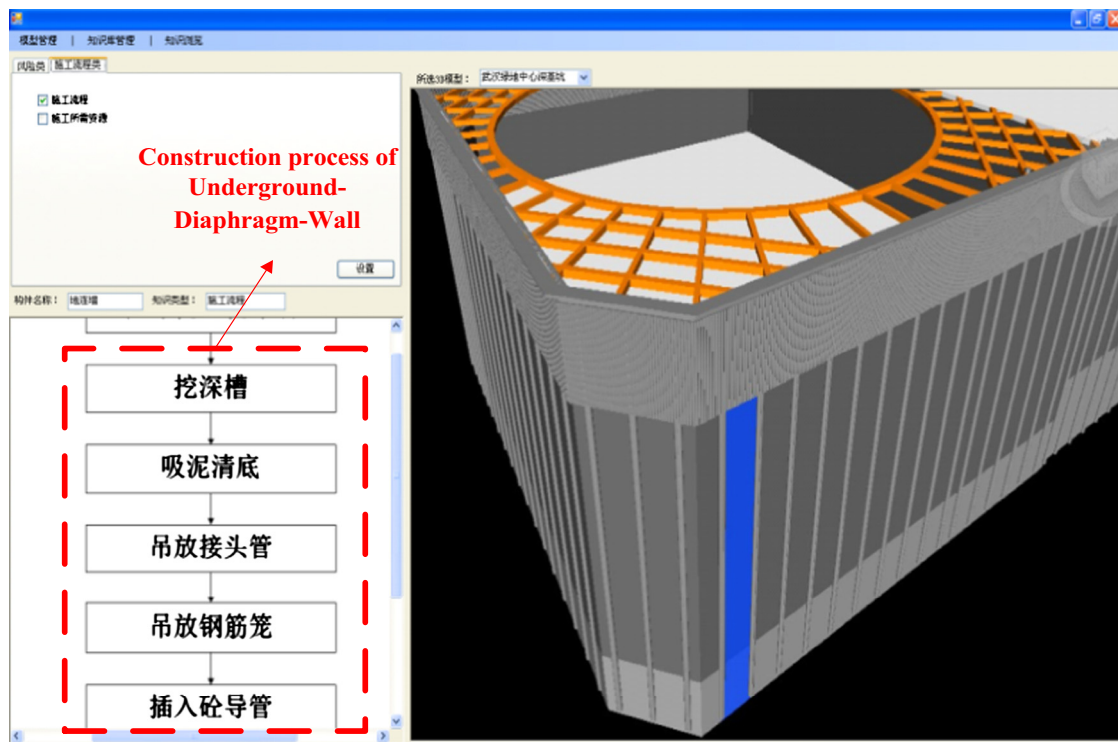 模型管理 | 知识库管理 | 知识浏览
风险类 施工流程类
所选3D模型： 武汉绿地中心深基坑
施工流程
施工所需资源
Construction process of
Underground-
Diaphragm-Wall
设置
构件名称： 地连墙 知识类型： 施工流程
挖深槽
吸泥清底
吊放接头管
吊放钢筋笼
插入砼导管